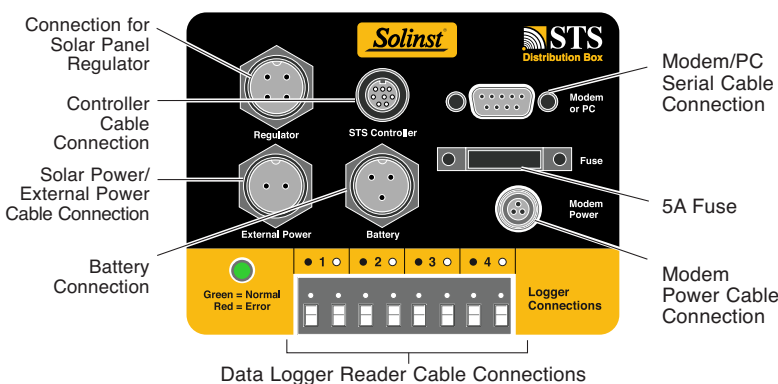 Connection for
Solar Panel
Regulator
Controller
Cable
Connection
Solar Power/
External Power
Cable Connection
Battery
Connection
Solinst
STS
Distribution Box
Regulator
STS Controller
Modem
or PC
Fuse
External Power
Battery
Modem
Power
Green = Normal
Red = Error
1
2
3
4
Logger
Connections
Modem/PC
Serial Cable
Connection
5A Fuse
Modem
Power Cable
Connection
Data Logger Reader Cable Connections